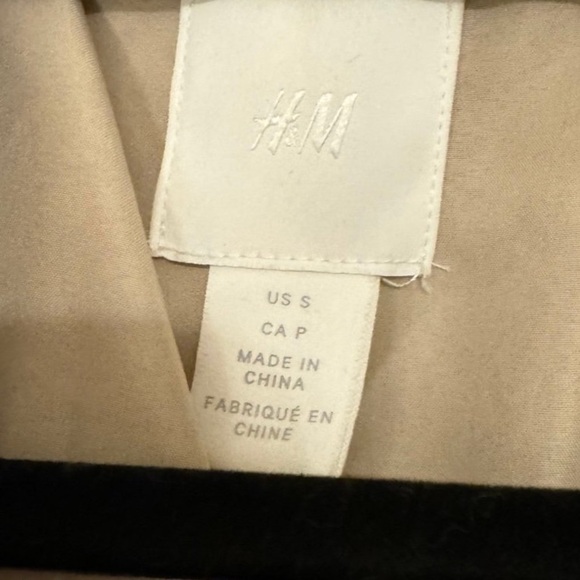 H&M
US S
CA P
MADE IN
CHINA
FABRIQUÉ EN
CHINE